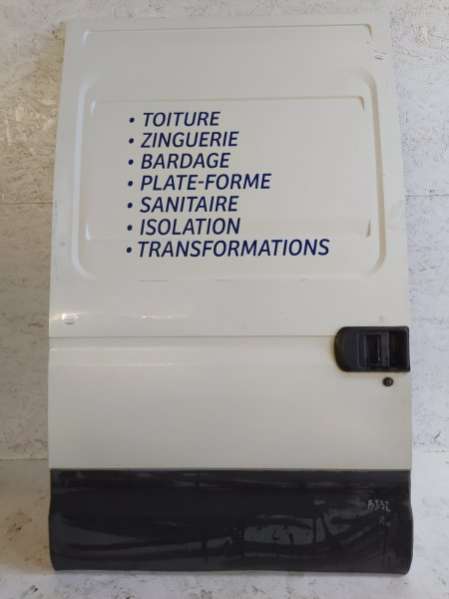 • TOITURE
• ZINGUERIE
• BARDAGE
• PLATE-FORME
• SANITAIRE
• ISOLATION
• TRANSFORMATIONS